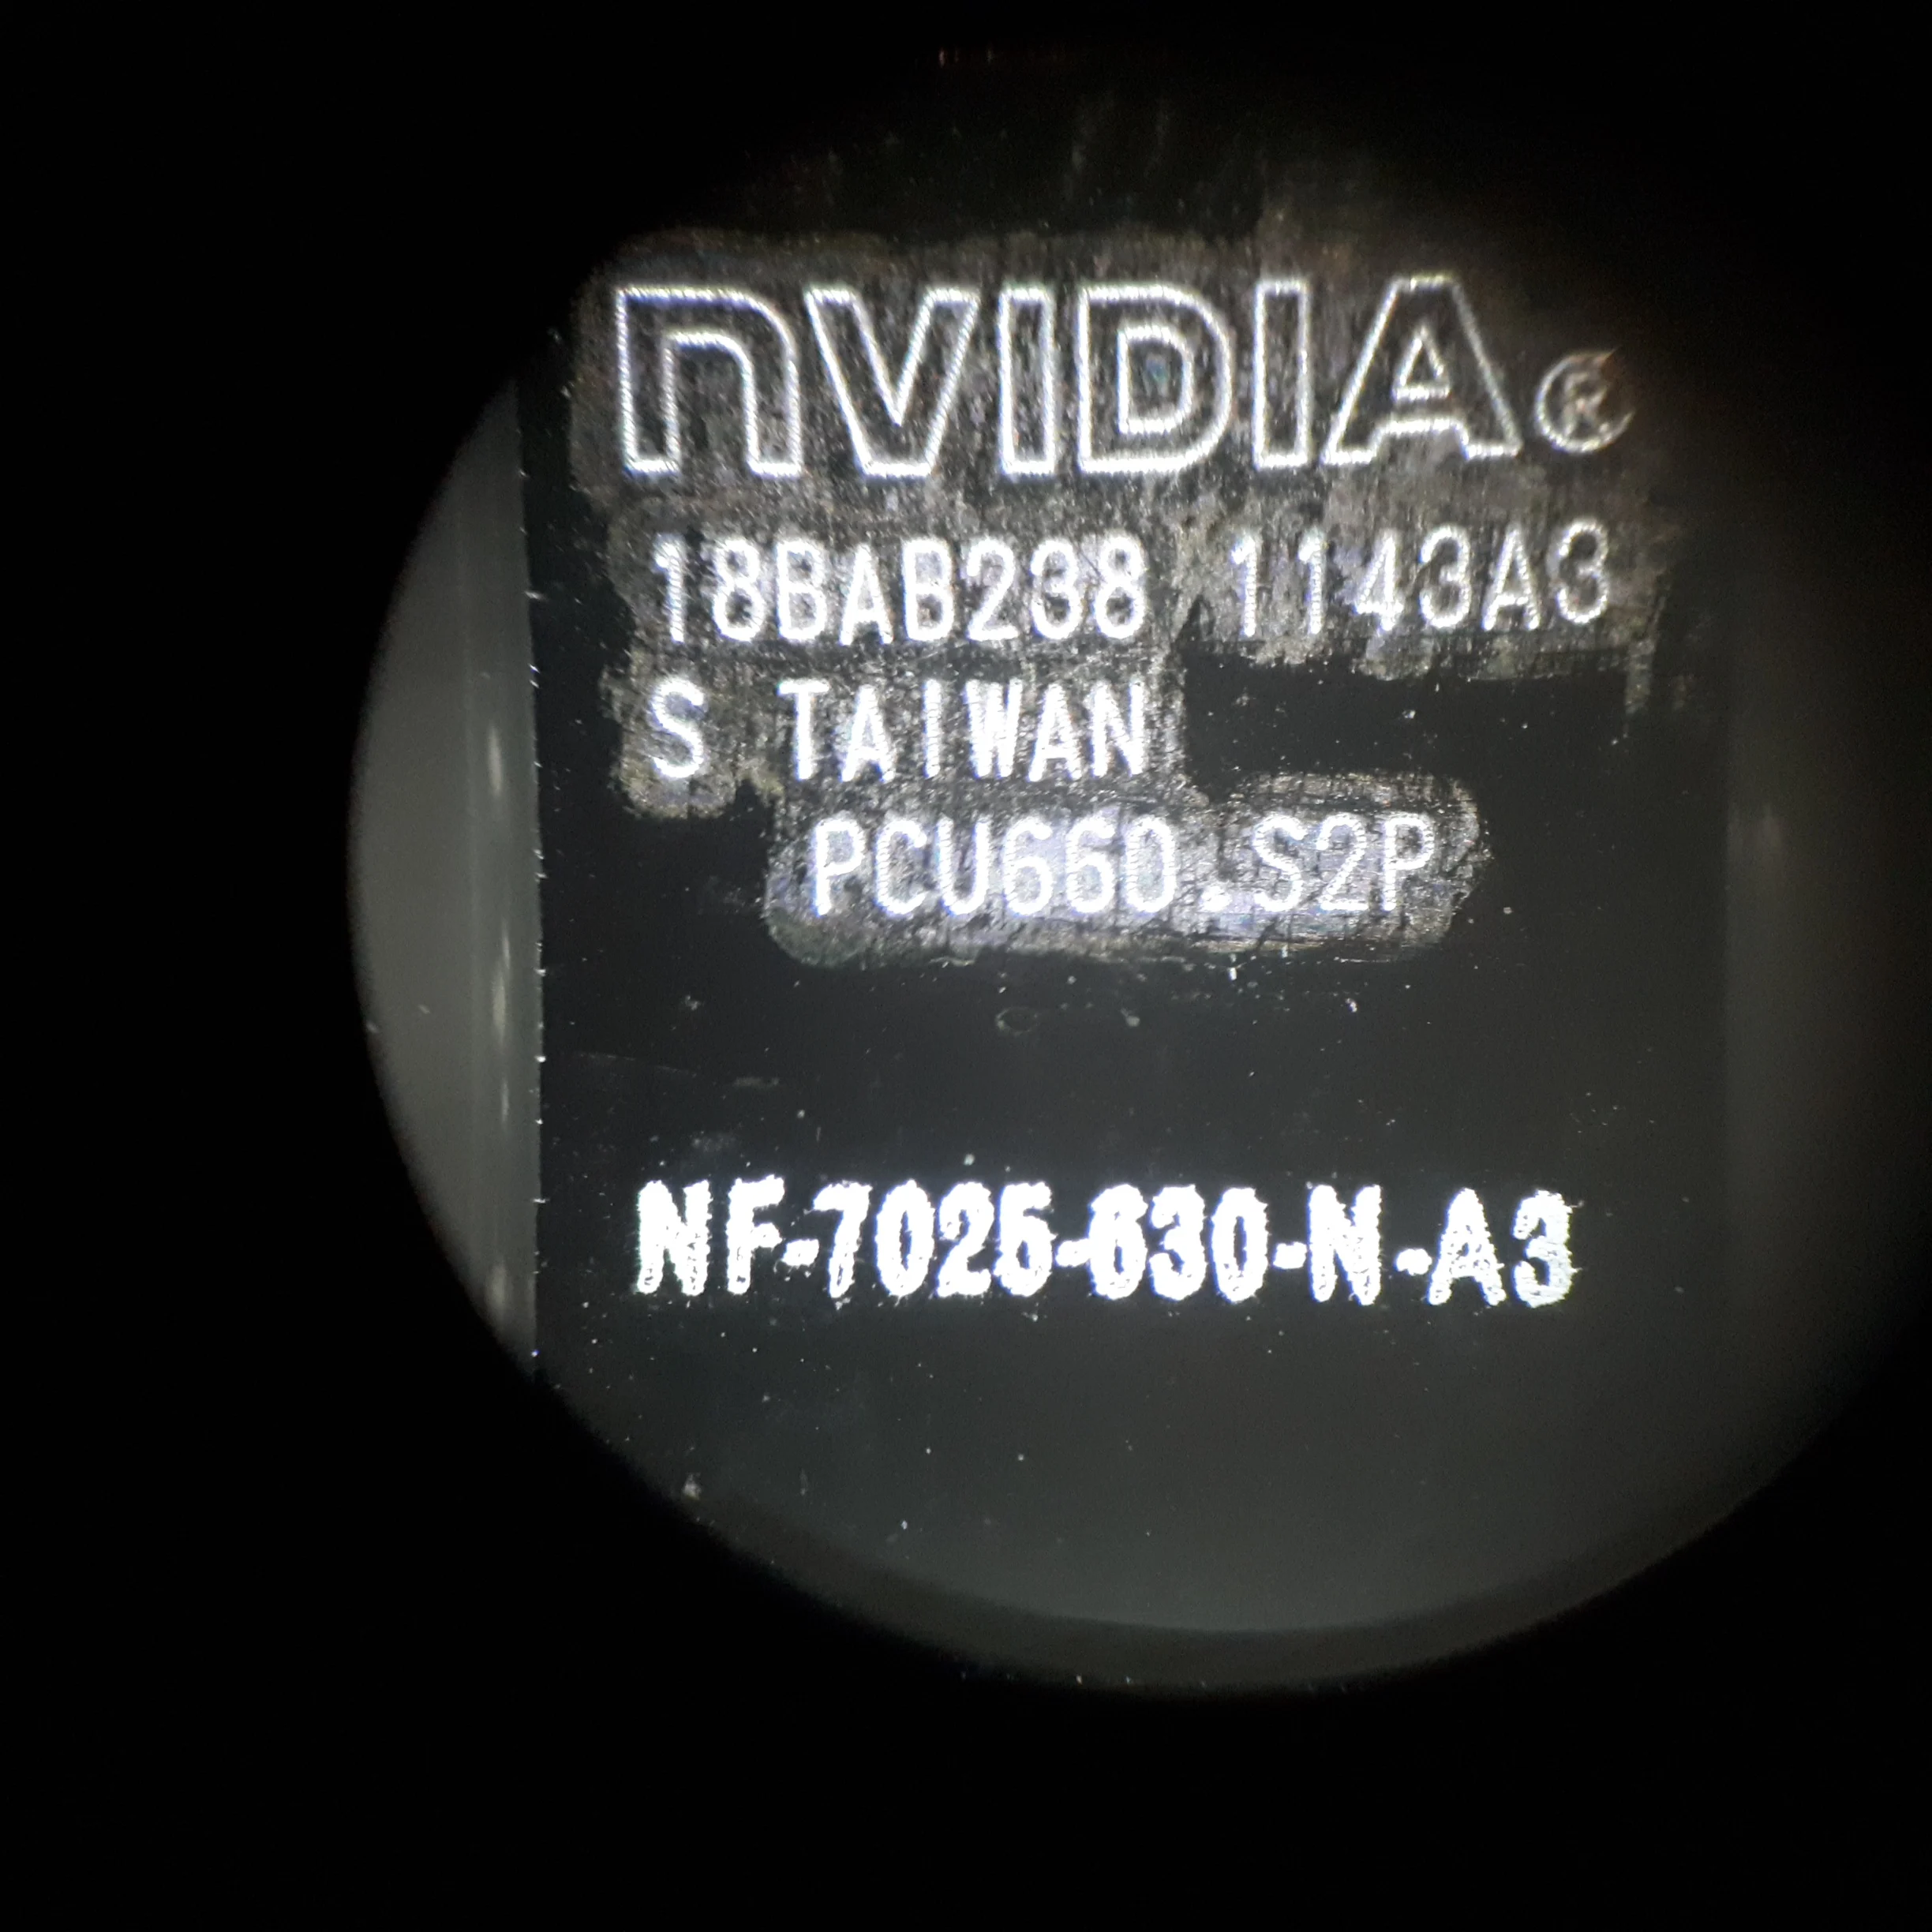 nVIDIA®
18BAB238 1143A3
S TAIWAN
PCU660.S2P
NF-7025-630-N-A3